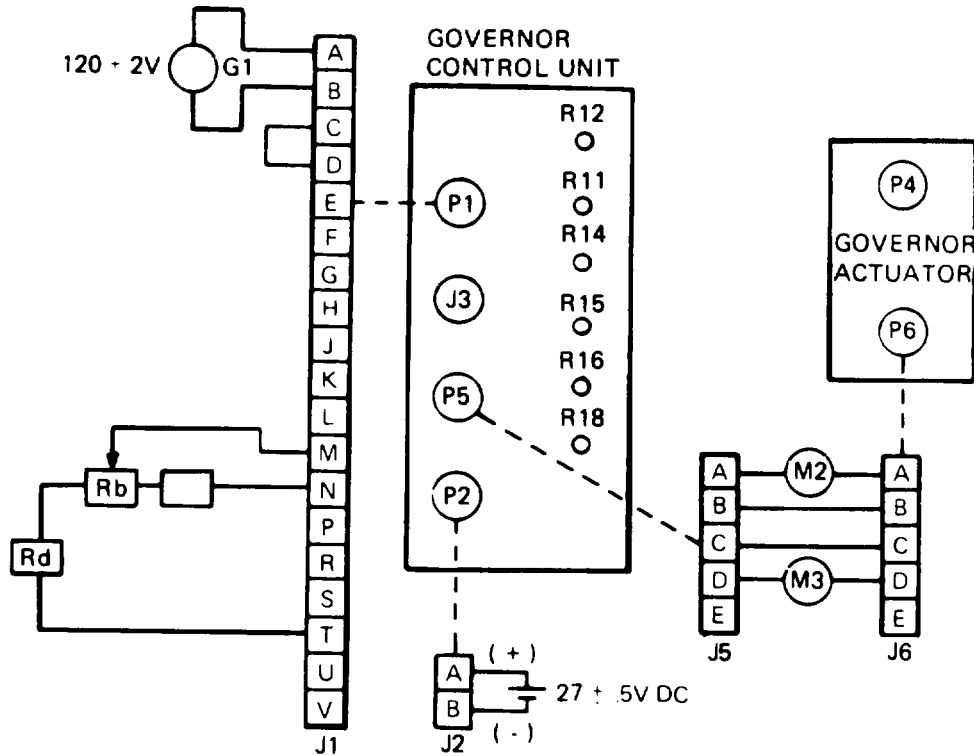 120 + 2V
G1
A
B
C
D
E
F
G
H
J
K
L
M
N
P
R
S
T
U
V
J1
Rb
Rd
GOVERNOR
CONTROL UNIT
R12
R11
R14
R15
R16
R18
P1
J3
P5
P2
A
B
J2
(+)
(-)
27 + .5V DC
P4
GOVERNOR
ACTUATOR
P6
A
B
C
D
E
J5
M2
M3
A
B
C
D
E
J6